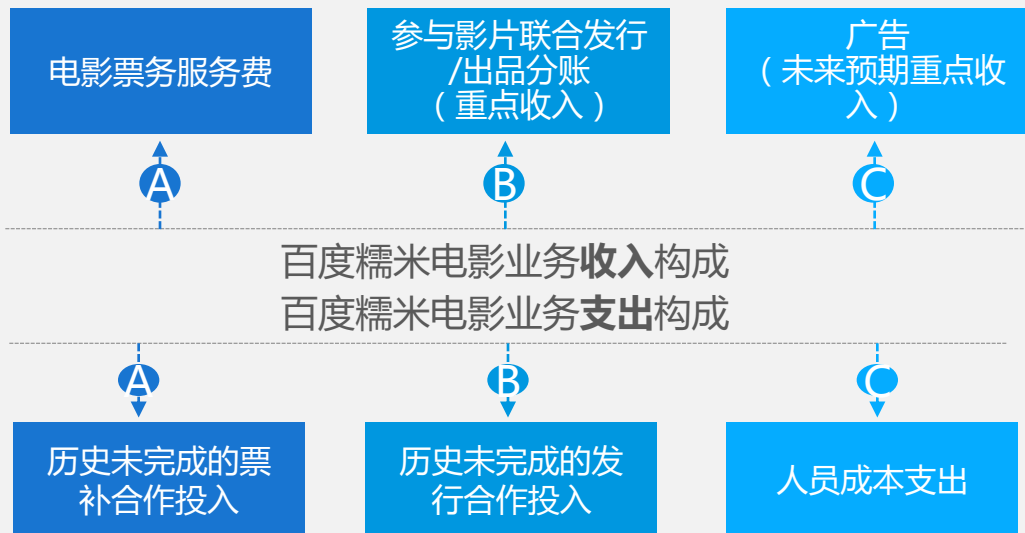 电影票务服务费
参与影片联合发行
/出品分账
（重点收入）
广告
（未来预期重点收
入）
A
B
C
百度糯米电影业务收入构成
百度糯米电影业务支出构成
A
B
C
历史未完成的票
补合作投入
历史未完成的发
行合作投入
人员成本支出